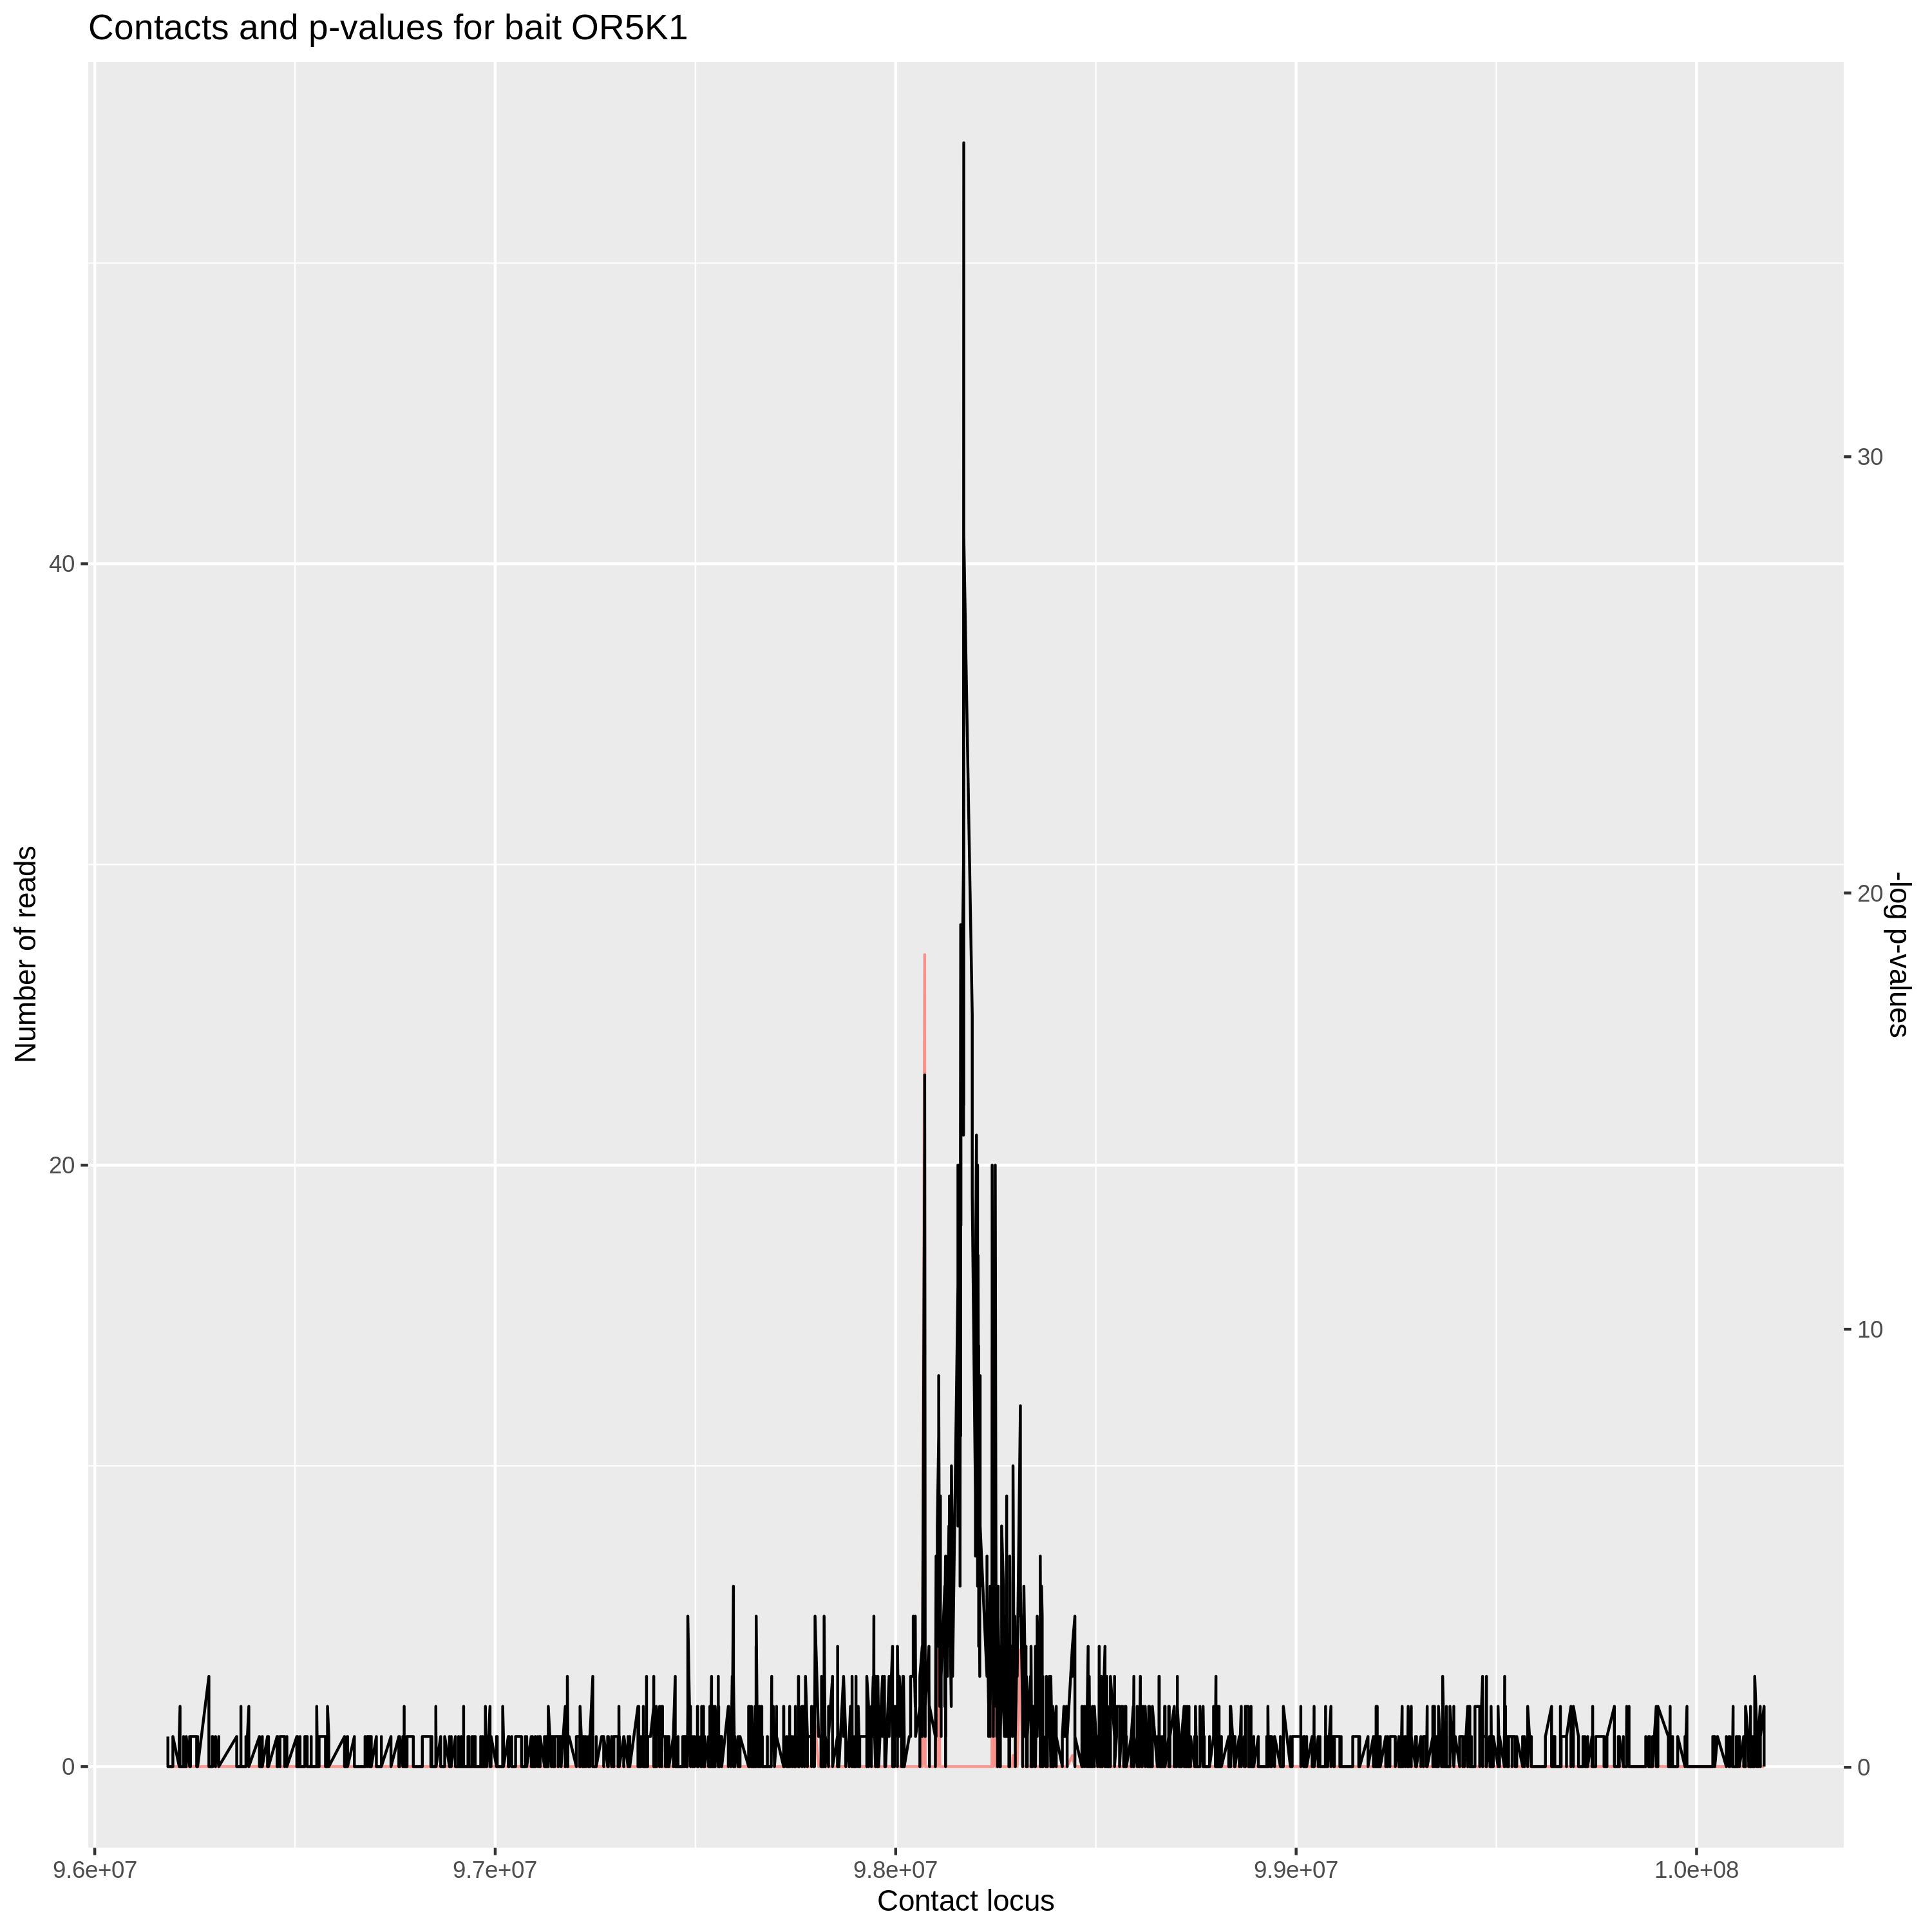 Contacts and p-values for bait OR5K1
Number of reads
40
20
0
30
20
10
0
-log p-values
9.6e+07
9.7e+07
9.8e+07
9.9e+07
1.0e+08
Contact locus